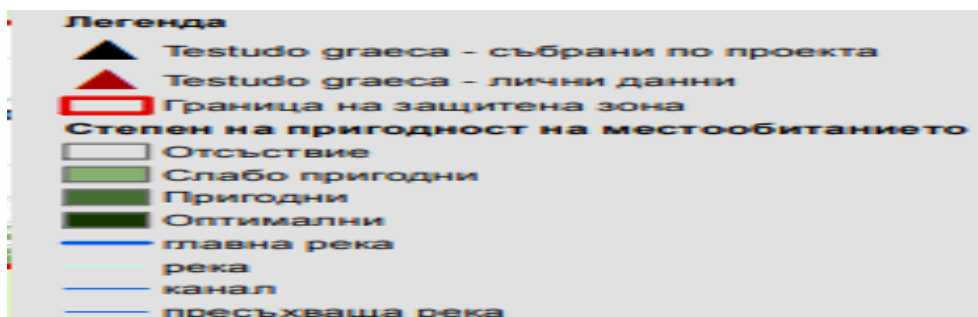 Легенда
Testudo graeca - събрани по проекта
Testudo graeca - лични данни
Граница на защитена зона
Степен на пригодност на местообитанието
Отсъствие
Слабо пригодни
Пригодни
Оптимални
главна река
река
канал
пресъхваща река